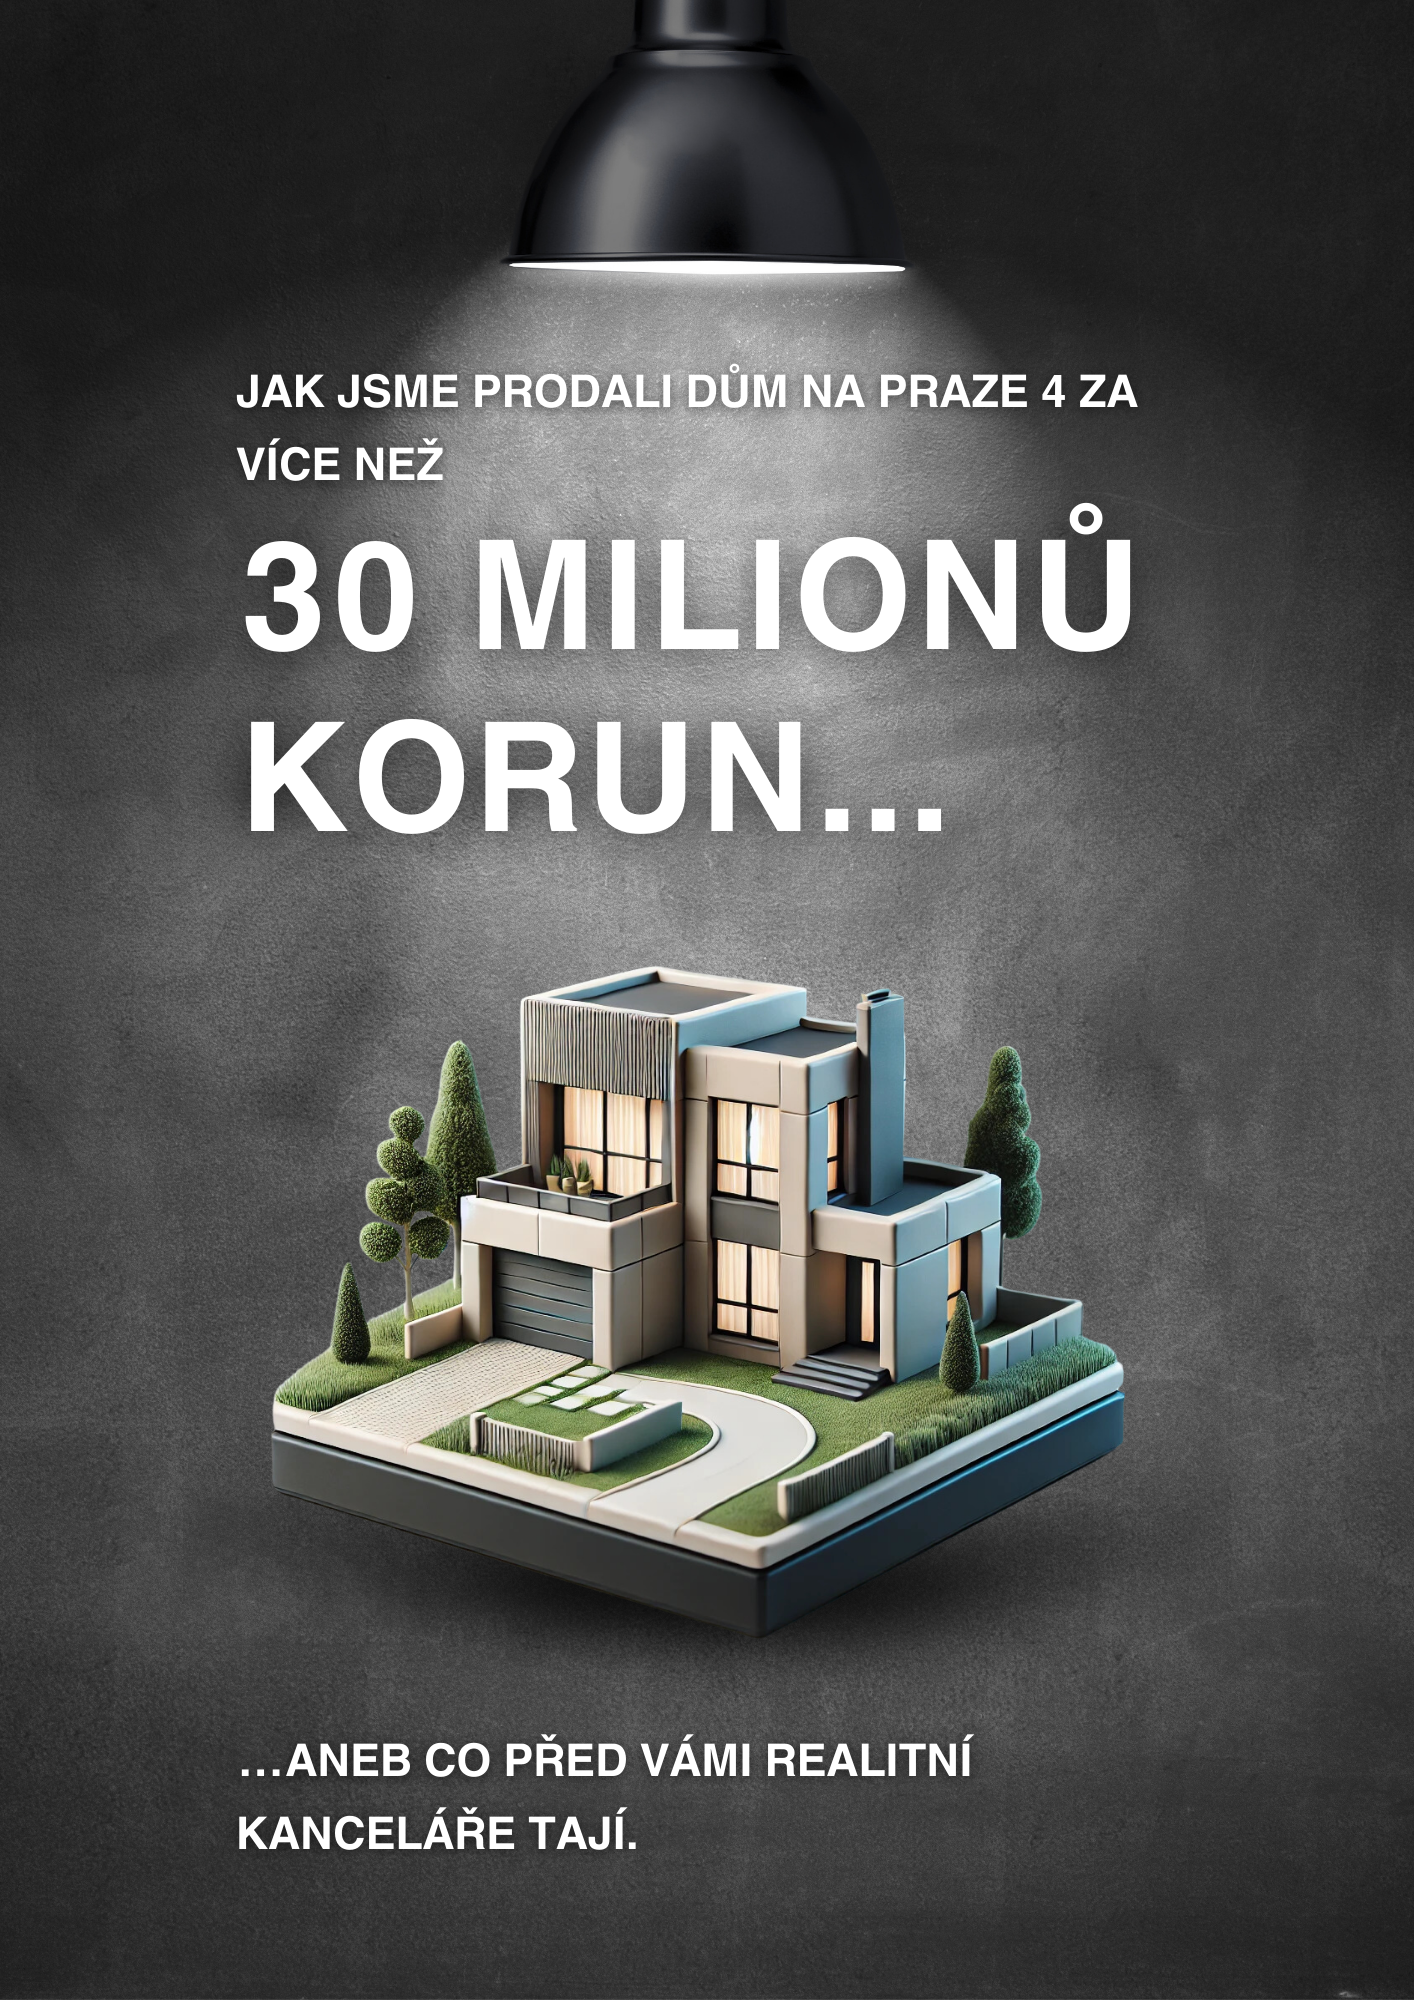 JAK JSME PRODALI DŮM NA PRAZE 4 ZA
VÍCE NEŽ
30 MILIONŮ
KORUN...
...ANEB CO PŘED VÁMI REALITNÍ
KANCELÁŘE TAJÍ.